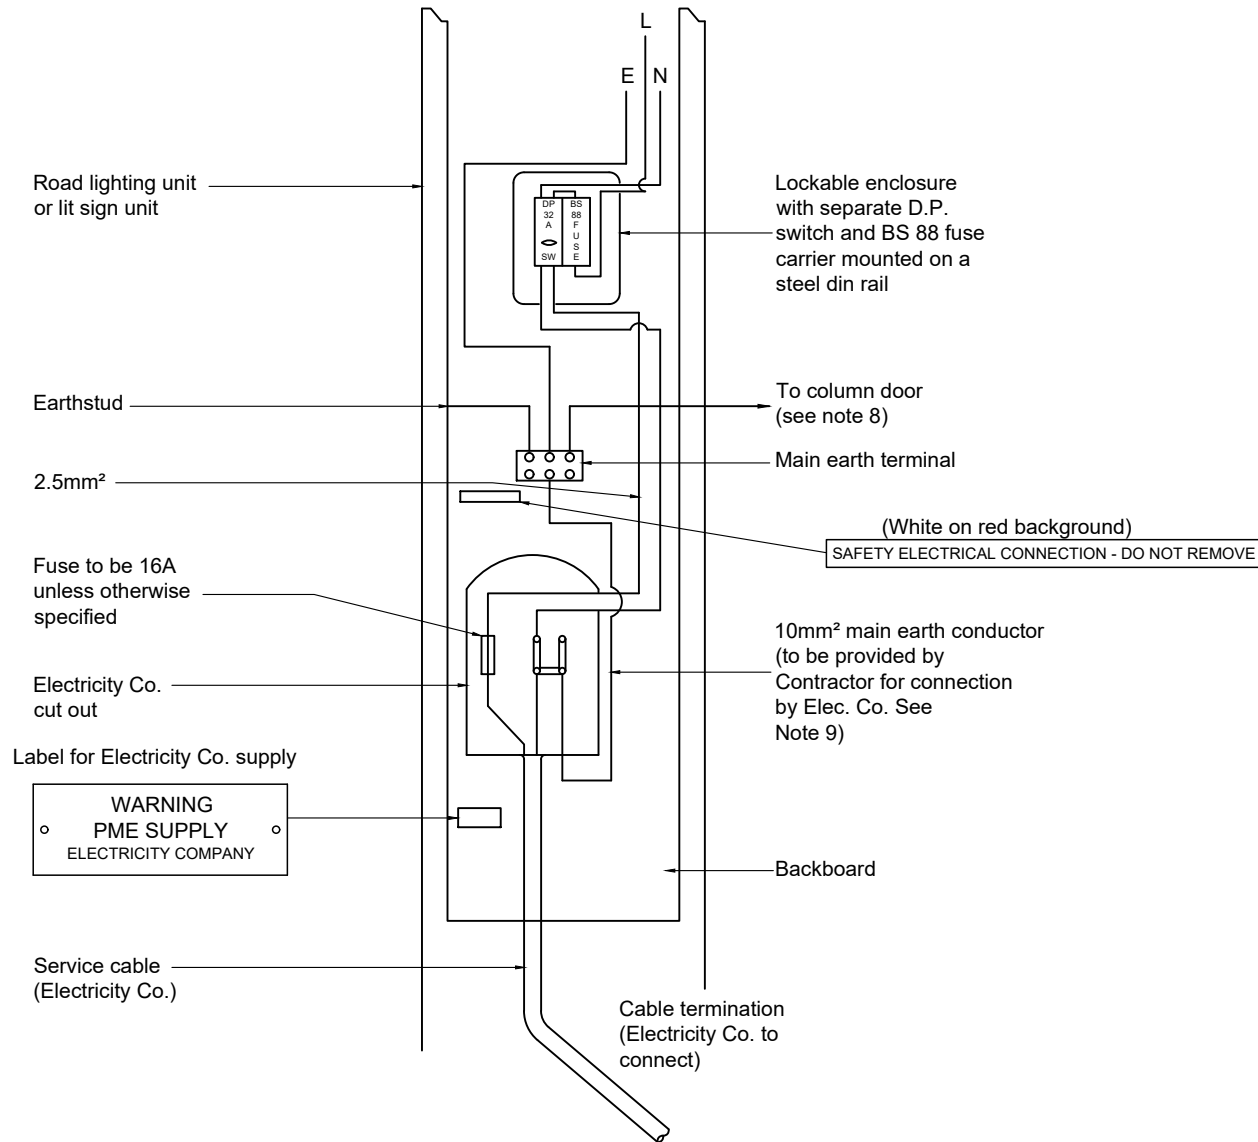 L
E N
Road lighting unit
or lit sign unit
DP
32
A
SW
BS
88
F
U
S
E
Lockable enclosure
with separate D.P.
switch and BS 88 fuse
carrier mounted on a
steel din rail
Earthstud
To column door
(see note 8)
2.5mm²
Main earth terminal
(White on red background)
SAFETY ELECTRICAL CONNECTION - DO NOT REMOVE
Fuse to be 16A
unless otherwise
specified
10mm² main earth conductor
(to be provided by
Contractor for connection
by Elec. Co. See
Note 9)
Electricity Co.
cut out
Label for Electricity Co. supply
WARNING
PME SUPPLY
ELECTRICITY COMPANY
Backboard
Service cable
(Electricity Co.)
Cable termination
(Electricity Co. to
connect)